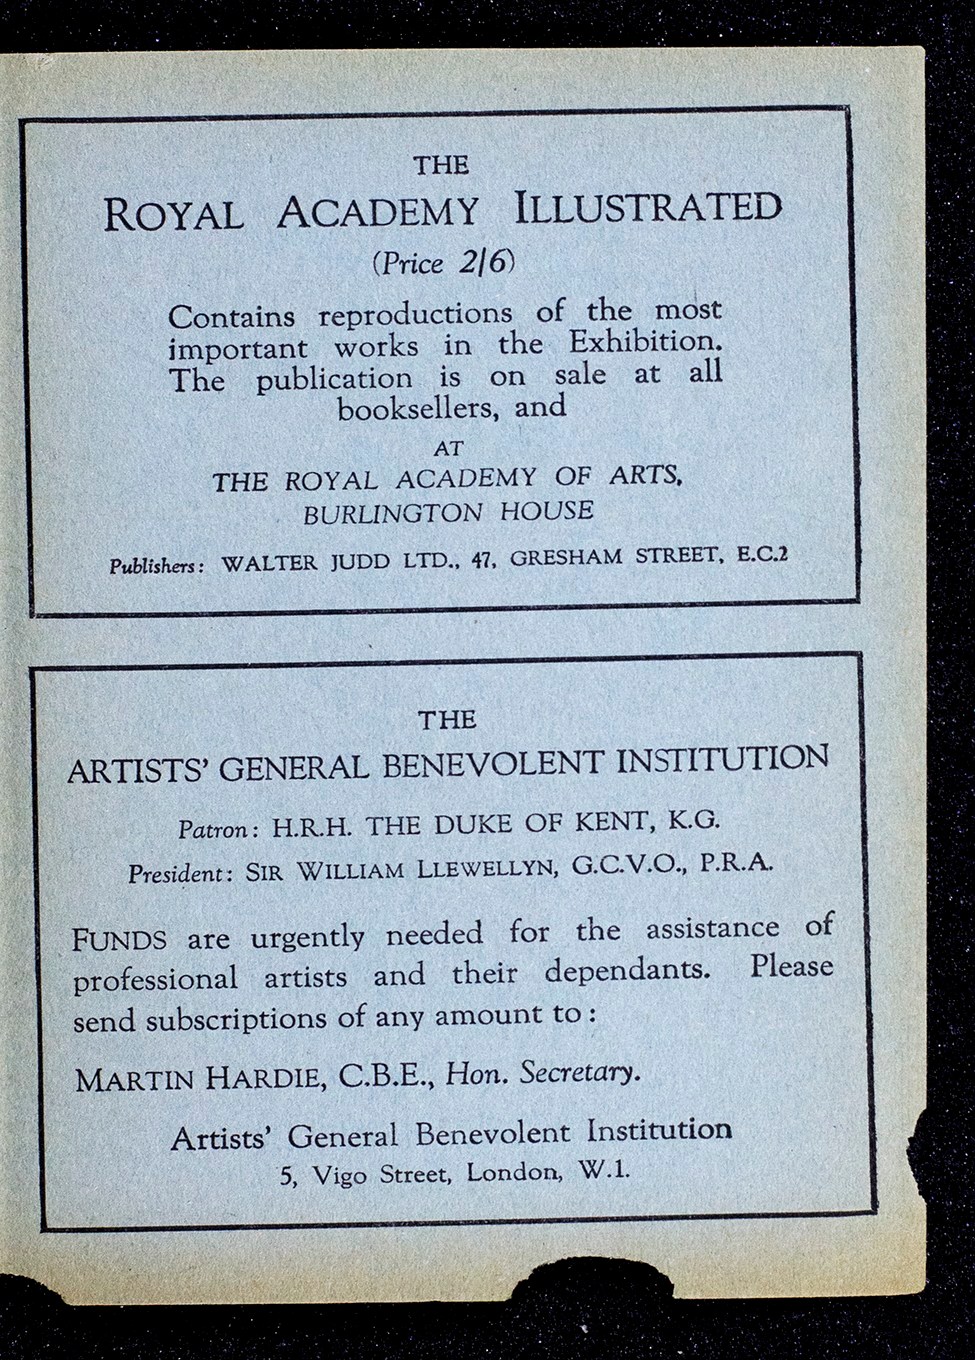 THE
ROYAL ACADEMY ILLUSTRATED
(Price 2/6)
Contains reproductions of the most
important works in the Exhibition.
The publication is on sale at all
booksellers, and
AT
THE ROYAL ACADEMY OF ARTS,
BURLINGTON HOUSE
Publishers: WALTER JUDD LTD., 47, GRESHAM STREET, E.C.2
THE
ARTISTS' GENERAL BENEVOLENT INSTITUTION
Patron: H.R.H. THE DUKE OF KENT, K.G.
President: SIR WILLIAM LLEWELLYN, G.C.V.O., P.R.A.
FUNDS are urgently needed for the assistance of
professional artists and their dependants. Please
send subscriptions of any amount to:
MARTIN HARDIE, C.B.E., Hon. Secretary.
Artists' General Benevolent Institution
5, Vigo Street, London, W.1.